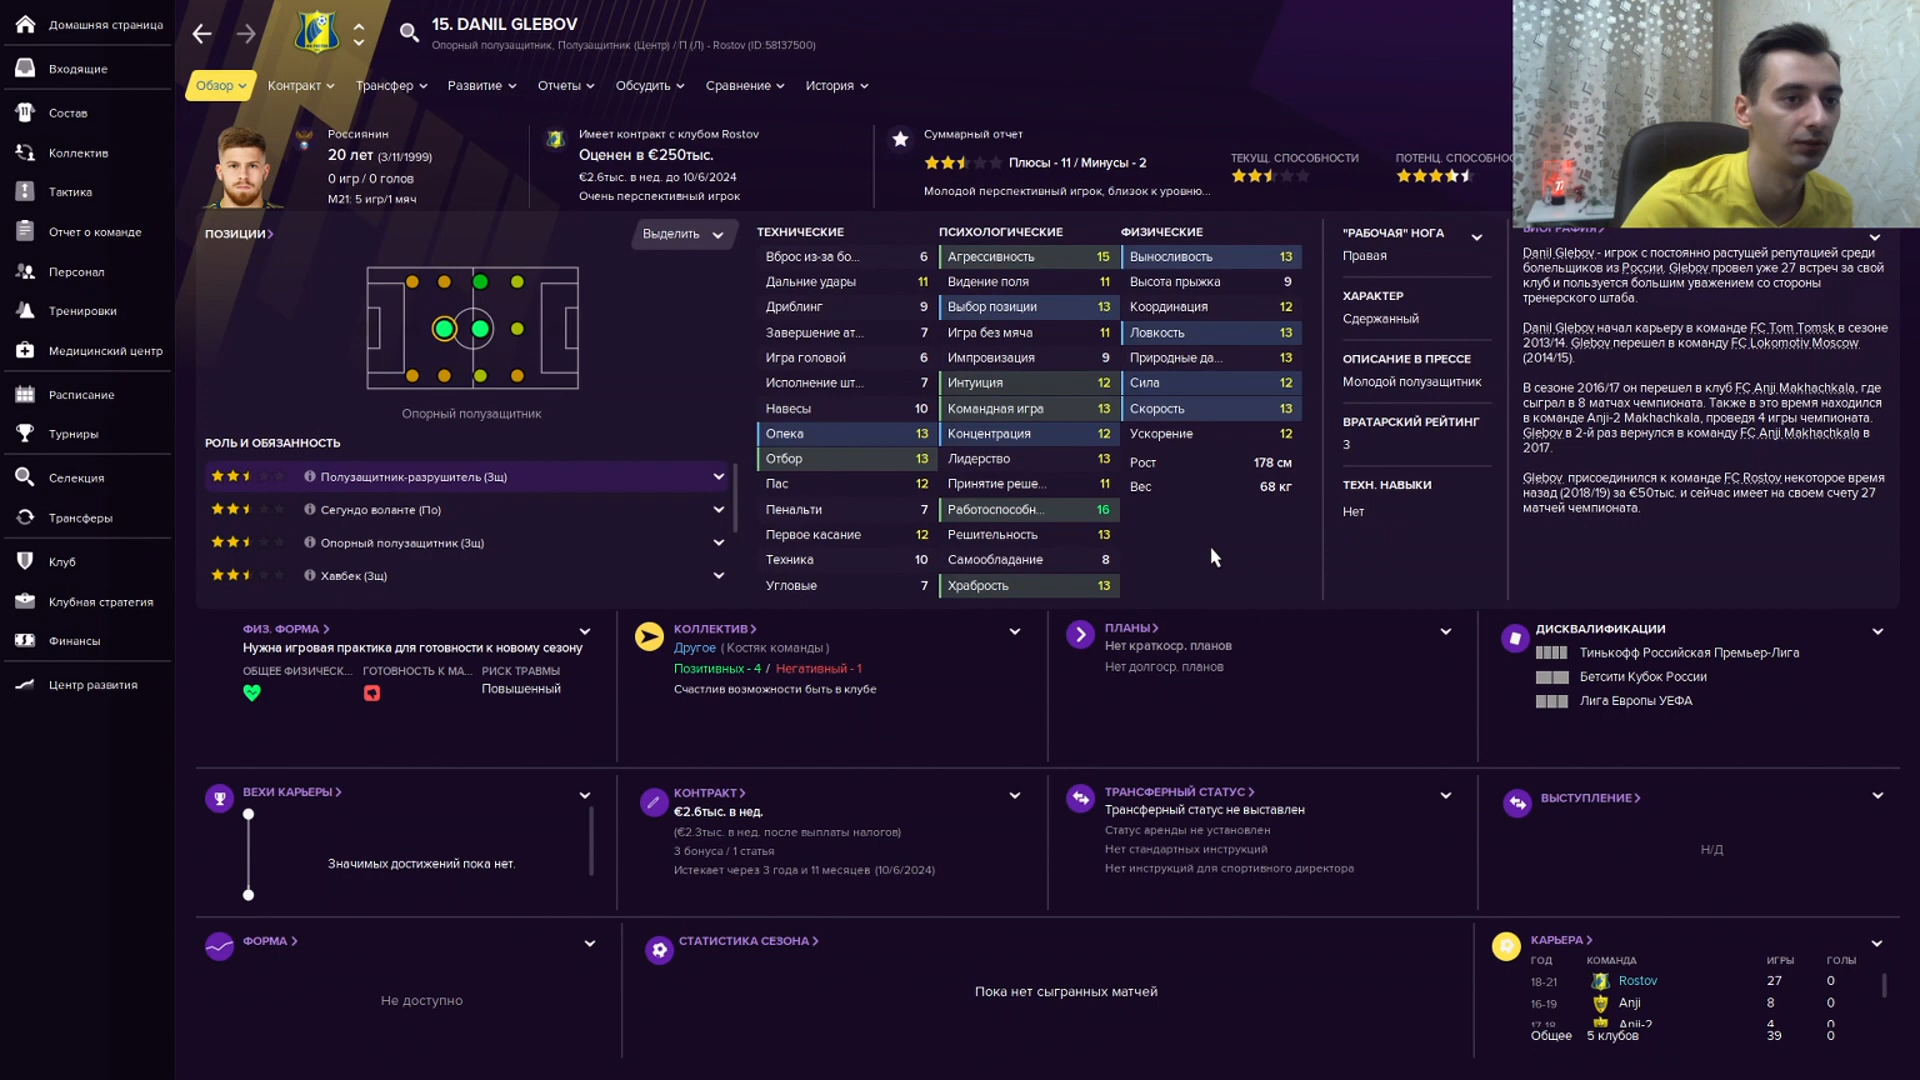 Домашняя страница
Входящие
Состав
Коллектив
Тактика
Отчет о команде
Персонал
Тренировки
Медицинский центр
Расписание
Турниры
Селекция
Трансферы
Клуб
Клубная стратегия
Финансы
Центр развития
15. DANIL GLEBOV
Опорный полузащитник, Полузащитник (Центр) / П (Л) - Rostov (ID:58137500)
Обзор
Контракт
Трансфер
Развитие
Отчеты
Обсудить
Сравнение
История
Россиянин
20 лет (3/11/1999)
0 игр / 0 голов
М21: 5 игр/1 мяч
Имеет контракт с клубом Rostov
Оценен в €250тыс.
€2.6тыс. в нед. до 10/6/2024
Очень перспективный игрок
Суммарный отчет
Плюсы - 11 / Минусы - 2
Молодой перспективный игрок, близок к уровню...
ТЕКУЩ. СПОСОБНОСТИ
ПОТЕНЦ. СПОСОБНОС
ПОЗИЦИИ
Выделить
Опорный полузащитник
РОЛЬ И ОБЯЗАННОСТЬ
Полузащитник-разрушитель (Зщ)
Сегундо воланте (По)
Опорный полузащитник (Зщ)
Хавбек (Зщ)
ТЕХНИЧЕСКИЕ
Вброс из-за бо... 6
Дальние удары 11
Дриблинг 9
Завершение ат... 7
Игра головой 6
Исполнение шт... 7
Навесы 10
Опека 13
Отбор 13
Пас 12
Пенальти 7
Первое касание 12
Техника 10
Угловые 7
ПСИХОЛОГИЧЕСКИЕ
Агрессивность 15
Видение поля 11
Выбор позиции 13
Игра без мяча 11
Импровизация 9
Интуиция 12
Командная игра 13
Концентрация 12
Лидерство 13
Принятие реше... 11
Работоспособн... 16
Решительность 13
Самообладание 8
Храбрость 13
ФИЗИЧЕСКИЕ
Выносливость 13
Высота прыжка 9
Координация 12
Ловкость 13
Природные да... 13
Сила 12
Скорость 13
Ускорение 12
Рост 178 см
Вес 68 кг
"РАБОЧАЯ" НОГА
Правая
ХАРАКТЕР
Сдержанный
ОПИСАНИЕ В ПРЕССЕ
Молодой полузащитник
ВРАТАРСКИЙ РЕЙТИНГ
3
ТЕХН. НАВЫКИ
Нет
БИОГРАФИЯ
Danil Glebov - игрок с постоянно растущей репутацией среди
болельщиков из России. Glebov провел уже 27 встреч за свой
клуб и пользуется большим уважением со стороны
тренерского штаба.
Danil Glebov начал карьеру в команде FC Tom Tomsk в сезоне
2013/14. Glebov перешел в команду FC Lokomotiv Moscow
(2014/15).
В сезоне 2016/17 он перешел в клуб FC Anji Makhachkala, где
сыграл в 8 матчах чемпионата. Также в это время находился
в команде Anji-2 Makhachkala, проведя 4 игры чемпионата.
Glebov в 2-й раз вернулся в команду FC Anji Makhachkala в
2017.
Glebov присоединился к команде FC Rostov некоторое время
назад (2018/19) за €50тыс. и сейчас имеет на своем счету 27
матчей чемпионата.
ФИЗ. ФОРМА
Нужна игровая практика для готовности к новому сезону
ОБЩЕЕ ФИЗИЧЕСК... ГОТОВНОСТЬ К МА... РИСК ТРАВМЫ
Повышенный
КОЛЛЕКТИВ
Другое (Костяк команды)
Позитивных - 4 / Негативный - 1
Счастлив возможности быть в клубе
ПЛАНЫ
Нет краткоср. планов
Нет долгоср. планов
ДИСКВАЛИФИКАЦИИ
Тинькофф Российская Премьер-Лига
Бетсити Кубок России
Лига Европы УЕФА
ВЕХИ КАРЬЕРЫ
Значимых достижений пока нет.
КОНТРАКТ
€2.6тыс. в нед.
(€2.3тыс. в нед. после выплаты налогов)
3 бонуса / 1 статья
Истекает через 3 года и 11 месяцев (10/6/2024)
ТРАНСФЕРНЫЙ СТАТУС
Трансферный статус не выставлен
Статус аренды не установлен
Нет стандартных инструкций
Нет инструкций для спортивного директора
ВЫСТУПЛЕНИЕ
Н/Д
ФОРМА
Не доступно
СТАТИСТИКА СЕЗОНА
Пока нет сыгранных матчей
КАРЬЕРА
ГОД КОМАНДА ИГРЫ ГОЛЫ
18-21 Rostov 27 0
16-19 Anji 8 0
17-18 Anji-2 4 0
Общее 5 клубов 39 0